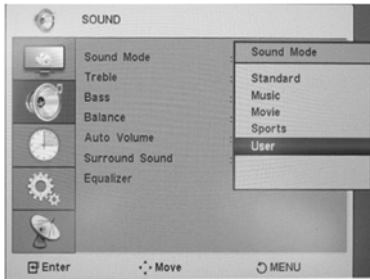 SOUND
Sound Mode :
Treble :
Bass :
Balance :
Auto Volume :
Surround Sound :
Equalizer
Sound Mode
Standard
Music
Movie
Sports
User
Enter
Move
MENU